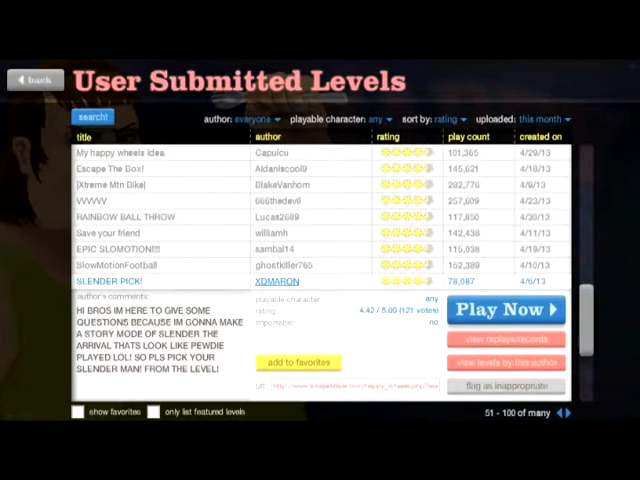 back
User Submitted Levels
search!
author: everyone playable character: any sort by: rating uploaded: this month
title author rating play count created on
My happy wheels idea Capulcu 101,365 4/29/13
Escape The Box! Aldaniscool9 145,621 4/18/13
|Xtreme Mtn Bike| BlakeVanhorn 282,776 4/9/13
VVVVVV 666thedevil 257,609 4/23/13
RAINBOW BALL THROW Lucas2689 117,850 4/30/13
Save your friend williamh 142,438 4/11/13
EPIC SLOMOTION!!!! sambal14 115,038 4/19/13
SlowMotionFootball ghostkiller765 152,389 4/10/13
SLENDER PICK! XDMARON 78,087 4/6/13
author's comments:
HI BROS IM HERE TO GIVE SOME
QUESTIONS BECAUSE IM GONNA MAKE
A STORY MODE OF SLENDER THE
ARRIVAL THATS LOOK LIKE PEWDIE
PLAYED LOL! SO PLS PICK YOUR
SLENDER MAN! FROM THE LEVEL!
playable character any
rating: 4.42 / 5.00 (121 votes)
importable: no
add to favorites
url:
Play Now
view replays/records
view levels by this author
flag as inappropriate
show favorites only list featured levels 51 - 100 of many